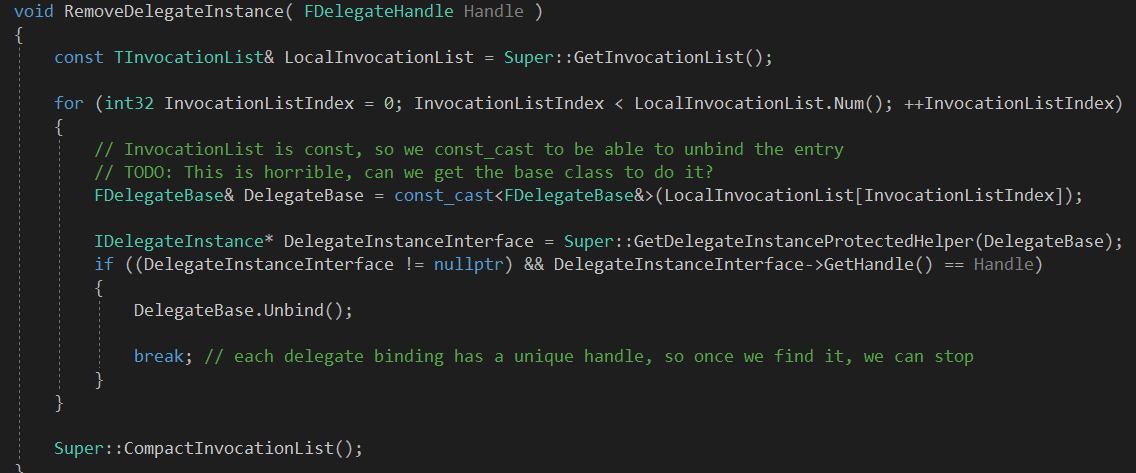 void RemoveDelegateInstance( FDelegateHandle Handle )
{
    const TInvocationList& LocalInvocationList = Super::GetInvocationList();

    for (int32 InvocationListIndex = 0; InvocationListIndex < LocalInvocationList.Num(); ++InvocationListIndex)
    {
        // InvocationList is const, so we const_cast to be able to unbind the entry
        // TODO: This is horrible, can we get the base class to do it?
        FDelegateBase& DelegateBase = const_cast<FDelegateBase&>(LocalInvocationList[InvocationListIndex]);

        IDelegateInstance* DelegateInstanceInterface = Super::GetDelegateInstanceProtectedHelper(DelegateBase);
        if ((DelegateInstanceInterface != nullptr) && DelegateInstanceInterface->GetHandle() == Handle)
        {
            DelegateBase.Unbind();

            break; // each delegate binding has a unique handle, so once we find it, we can stop
        }
    }

    Super::CompactInvocationList();
}